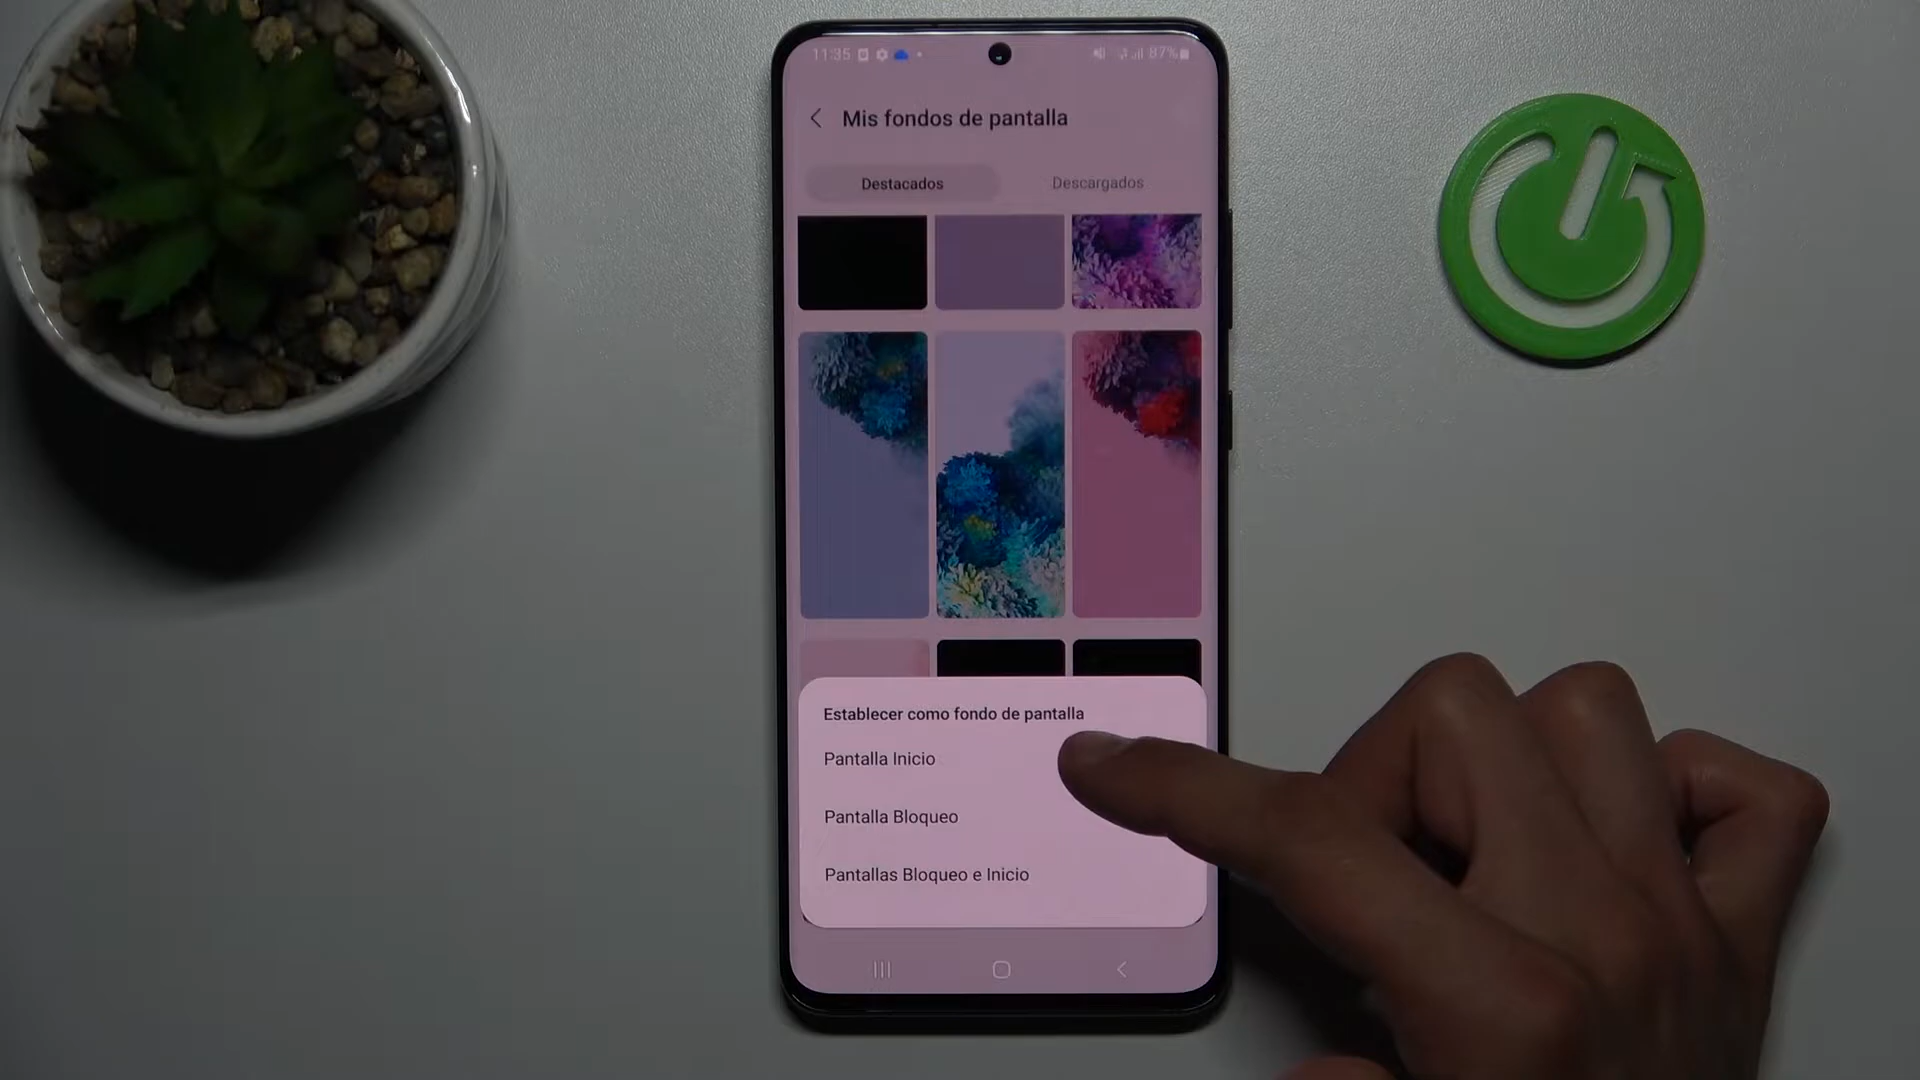 11:35
87%
Mis fondos de pantalla
Destacados
Descargados
Establecer como fondo de pantalla
Pantalla Inicio
Pantalla Bloqueo
Pantallas Bloqueo e Inicio